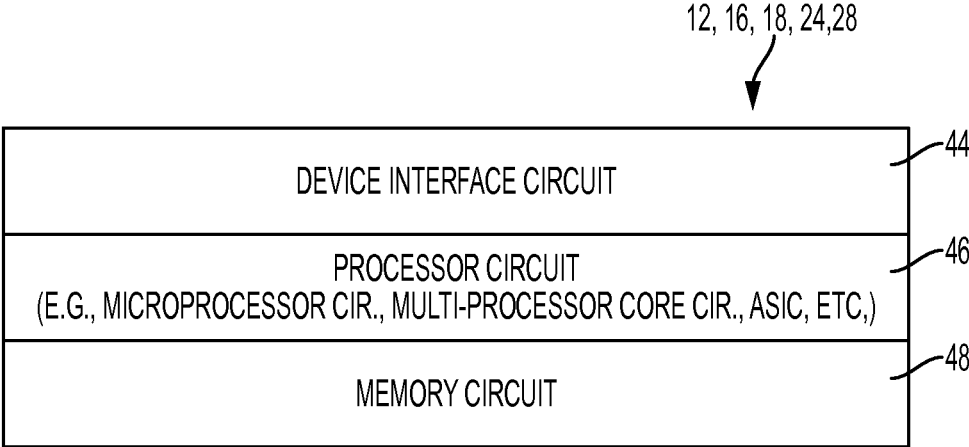 12, 16, 18, 24,28
DEVICE INTERFACE CIRCUIT
44
PROCESSOR CIRCUIT
(E.G., MICROPROCESSOR CIR., MULTI-PROCESSOR CORE CIR., ASIC, ETC,)
46
MEMORY CIRCUIT
48